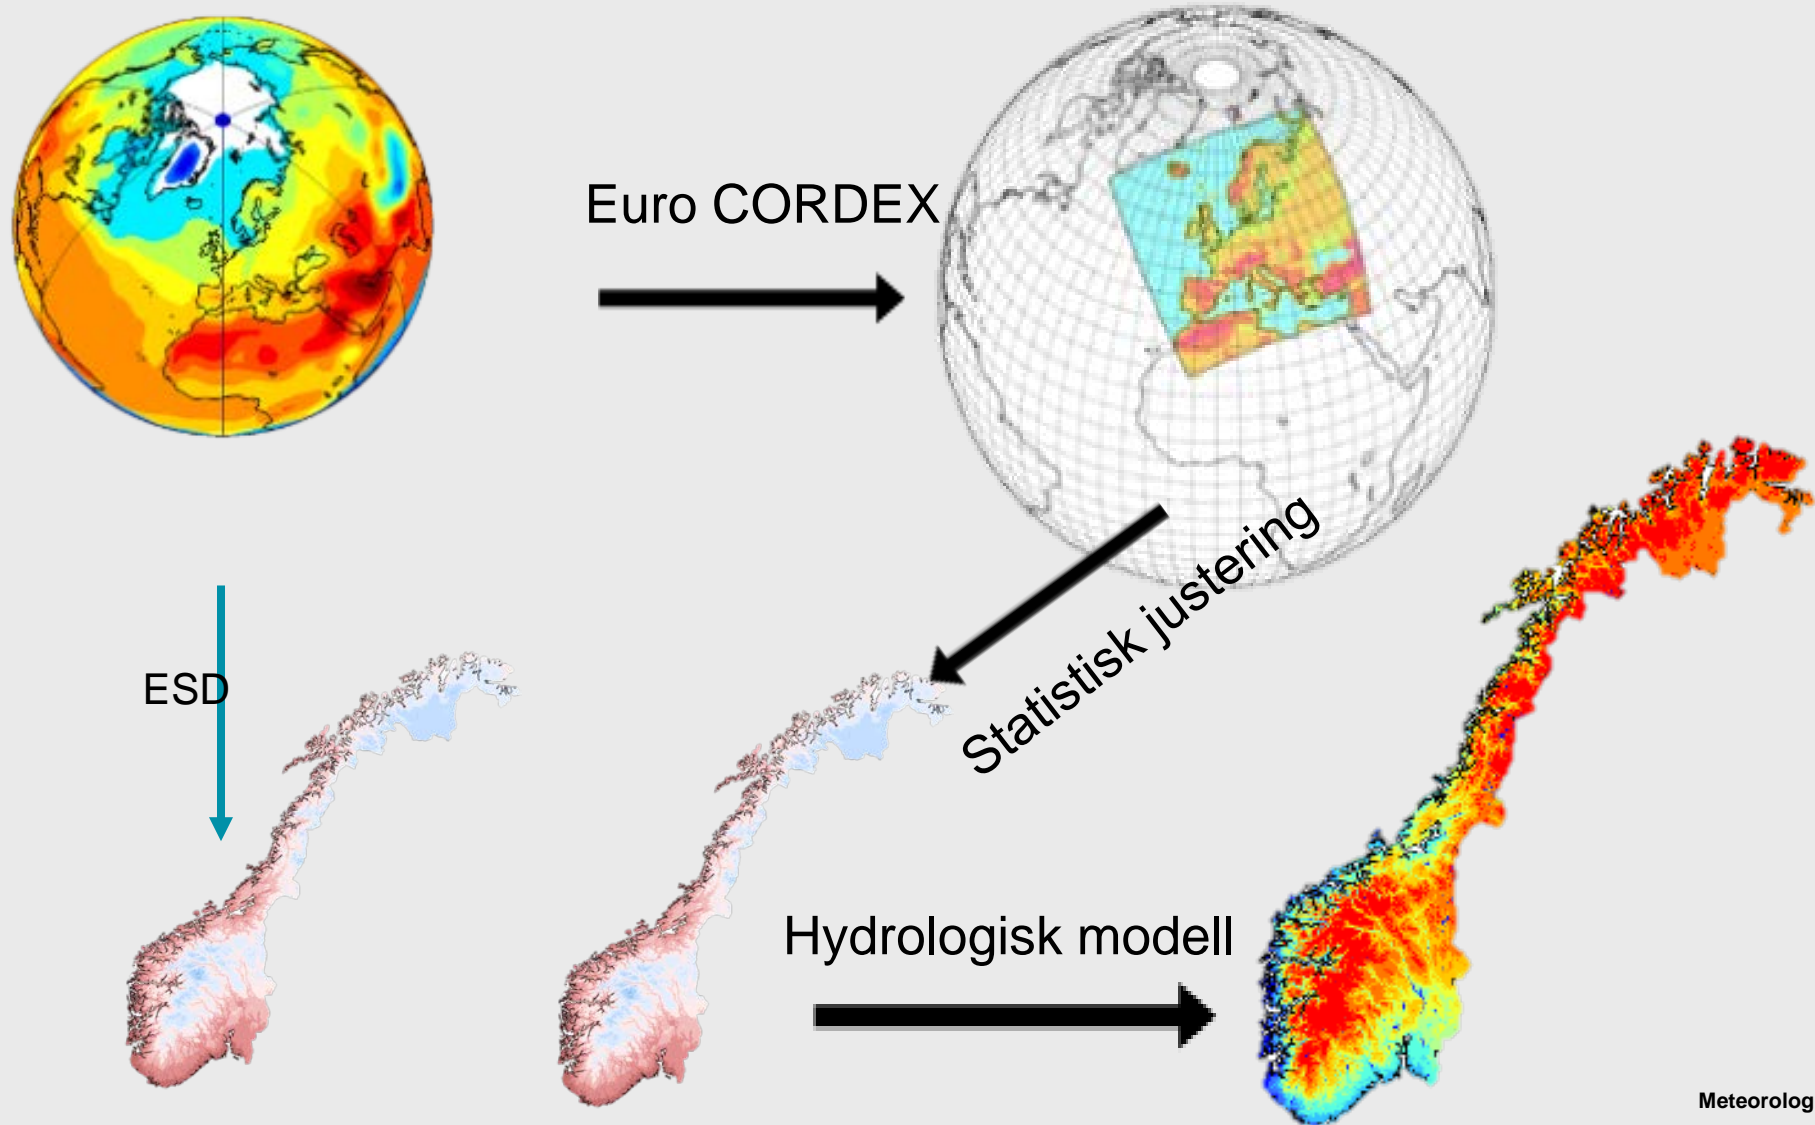 Euro CORDEX
Statistisk justering
ESD
Hydrologisk modell
Meteorolog